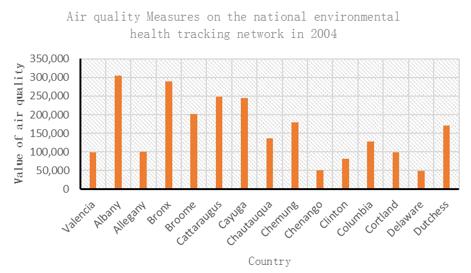 Air quality Measures on the national environmental
health tracking network in 2004
Value of air quality
350,000
300,000
250,000
200,000
150,000
100,000
50,000
0
Valencia
Albany
Allegany
Bronx
Broome
Cattaraugus
Cayuga
Chautauqua
Chemung
Chenango
Clinton
Columbia
Cortland
Delaware
Dutchess
Country